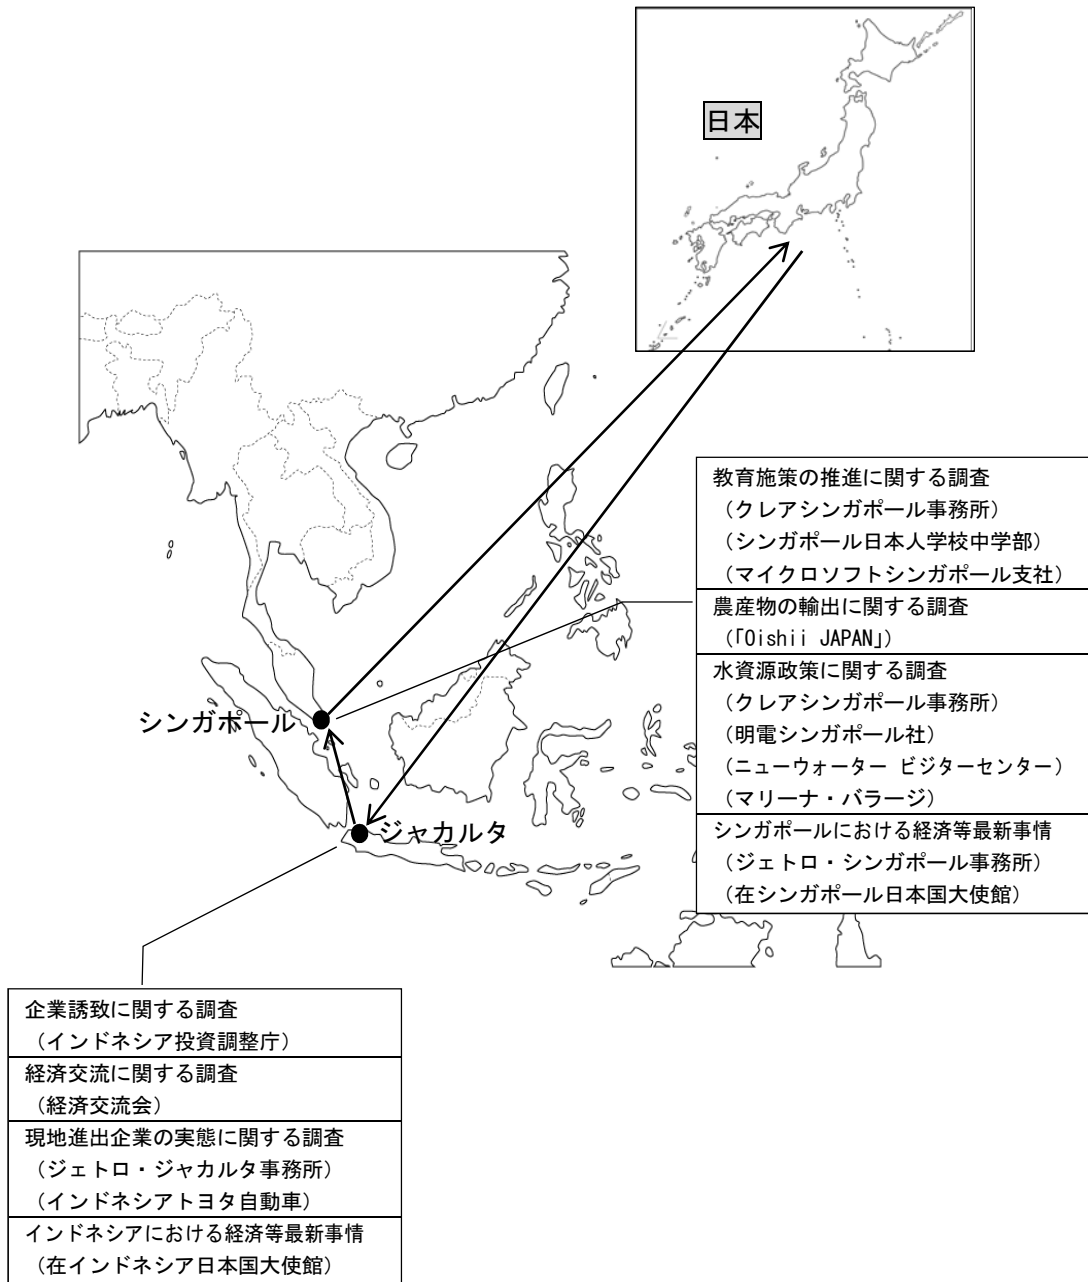 日本
教育施策の推進に関する調査
（クレアシンガポール事務所）
（シンガポール日本人学校中学部）
（マイクロソフトシンガポール支社）
農産物の輸出に関する調査
（「Oishii JAPAN」）
水資源政策に関する調査
（クレアシンガポール事務所）
（明電シンガポール社）
（ニューウォーター ビジターセンター）
（マリーナ・バラージ）
シンガポールにおける経済等最新事情
（ジェトロ・シンガポール事務所）
（在シンガポール日本国大使館）
シンガポール
ジャカルタ
企業誘致に関する調査
（インドネシア投資調整庁）
経済交流に関する調査
（経済交流会）
現地進出企業の実態に関する調査
（ジェトロ・ジャカルタ事務所）
（インドネシアトヨタ自動車）
インドネシアにおける経済等最新事情
（在インドネシア日本国大使館）